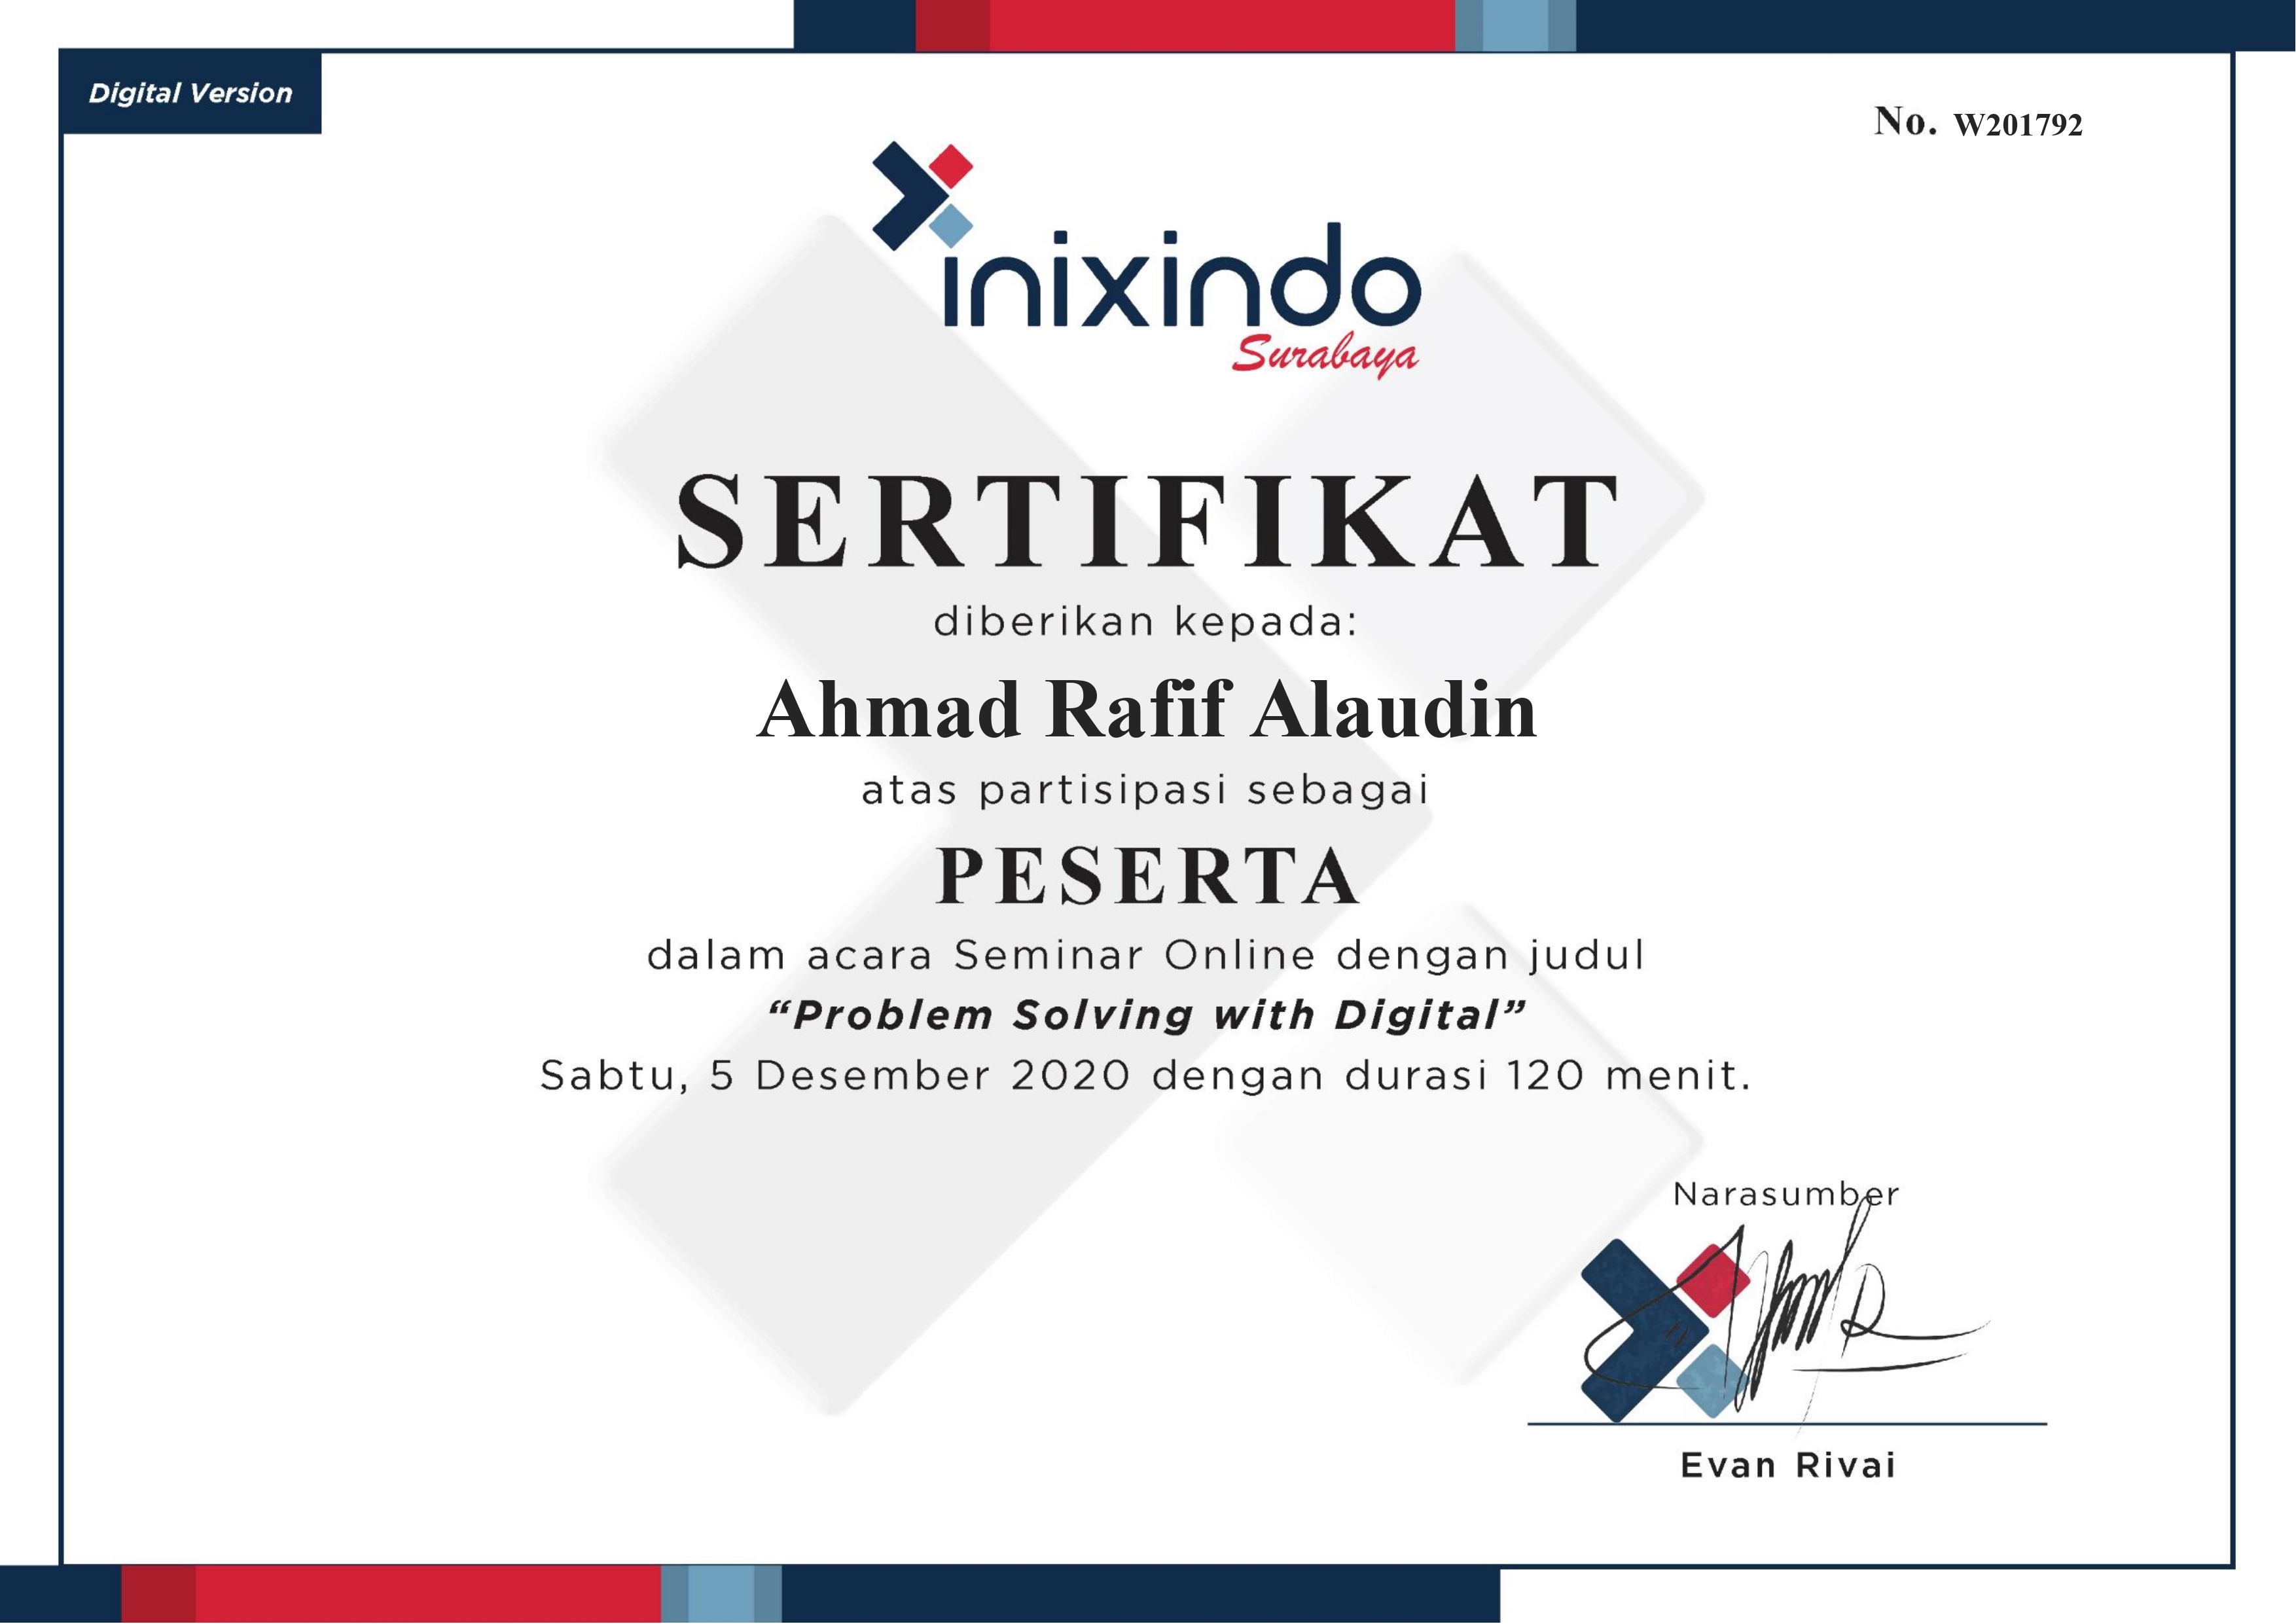 Digital Version
No. W201792
inixindo
Surabaya
SERTIFIKAT
diberikan kepada:
Ahmad Rafif Alaudin
atas partisipasi sebagai
PESERTA
dalam acara Seminar Online dengan judul
“Problem Solving with Digital”
Sabtu, 5 Desember 2020 dengan durasi 120 menit.
Narasumber
Evan Rivai